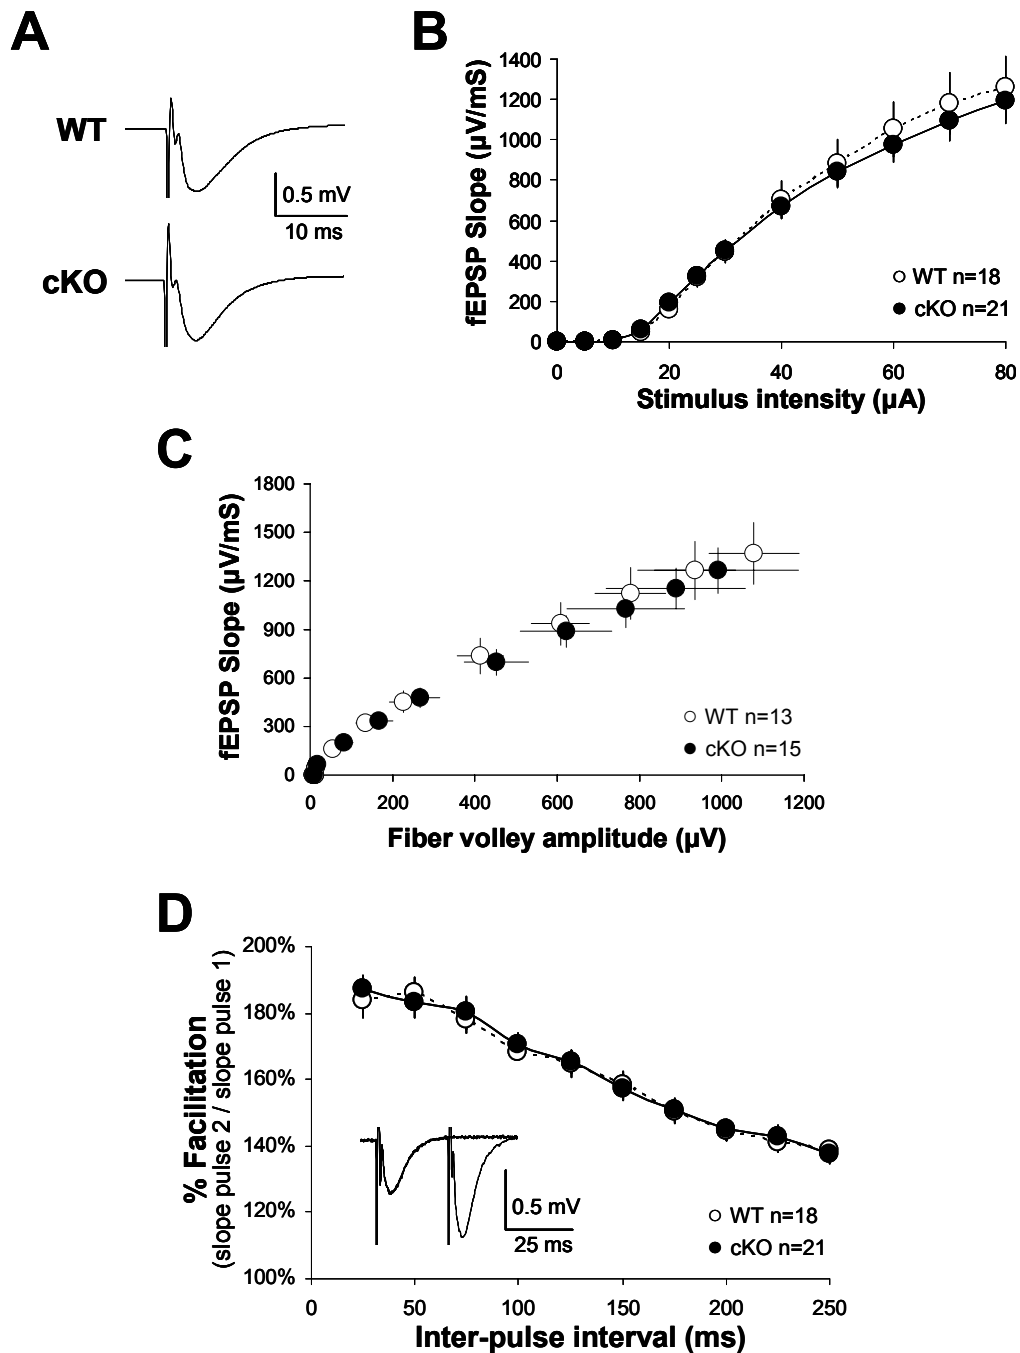 A
WT
0.5 mV
10 ms
cKO
B
fEPSP Slope (µV/mS)
1400
1200
1000
800
600
400
200
0
WT n=18
cKO n=21
0 20 40 60 80
Stimulus intensity (µA)
C
fEPSP Slope (µV/mS)
1800
1500
1200
900
600
300
0
WT n=13
cKO n=15
0 200 400 600 800 1000 1200
Fiber volley amplitude (µV)
D
% Facilitation
(slope pulse 2 / slope pulse 1)
200%
180%
160%
140%
120%
100%
0.5 mV
25 ms
WT n=18
cKO n=21
0 50 100 150 200 250
Inter-pulse interval (ms)